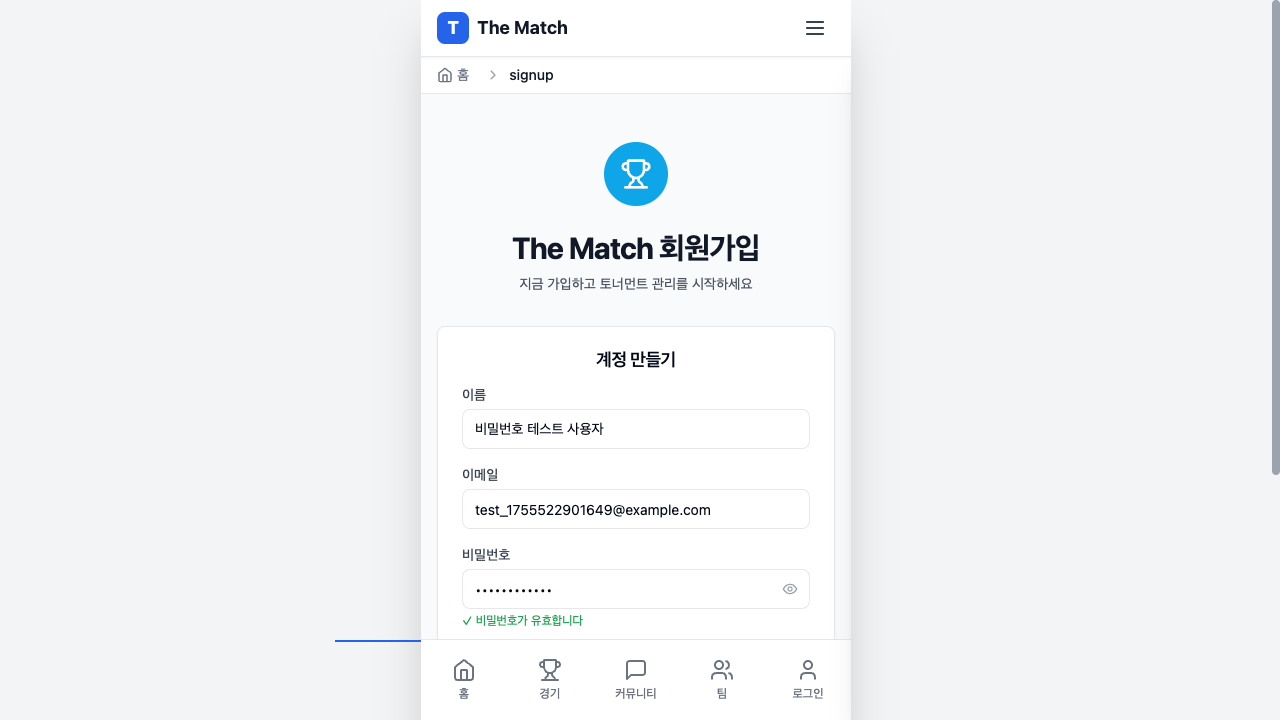 T The Match
홈 signup
The Match 회원가입
지금 가입하고 토너먼트 관리를 시작하세요
계정 만들기
이름
비밀번호 테스트 사용자
이메일
test_1755522901649@example.com
비밀번호
••••••••••••
✓ 비밀번호가 유효합니다
홈 경기 커뮤니티 팀 로그인